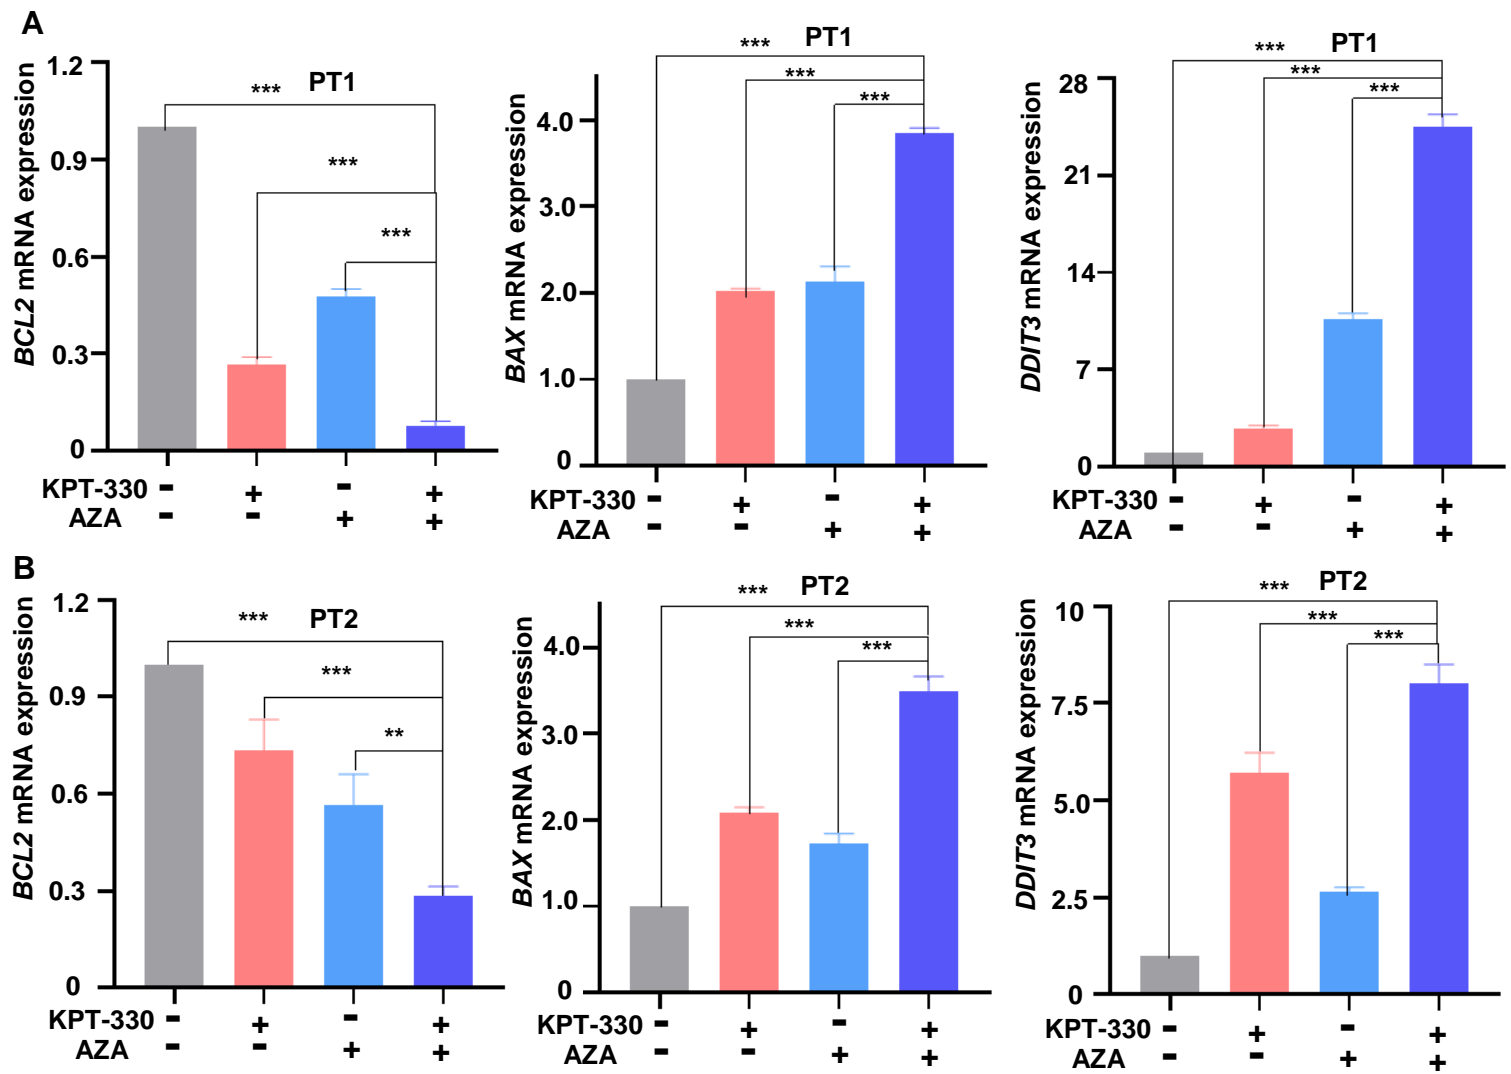 A
PT1
***
***
***
BCL2 mRNA expression
1.2
0.9
0.6
0.3
0
KPT-330 - + - +
AZA - - + +
PT1
***
***
***
BAX mRNA expression
4.0
3.0
2.0
1.0
0
KPT-330 - + - +
AZA - - + +
PT1
***
***
***
DDIT3 mRNA expression
28
21
14
7
0
KPT-330 - + - +
AZA - - + +
B
PT2
***
***
**
BCL2 mRNA expression
1.2
0.9
0.6
0.3
0
KPT-330 - + - +
AZA - - + +
PT2
***
***
***
BAX mRNA expression
4.0
3.0
2.0
1.0
0
KPT-330 - + - +
AZA - - + +
PT2
***
***
***
DDIT3 mRNA expression
10
7.5
5.0
2.5
0
KPT-330 - + - +
AZA - - + +